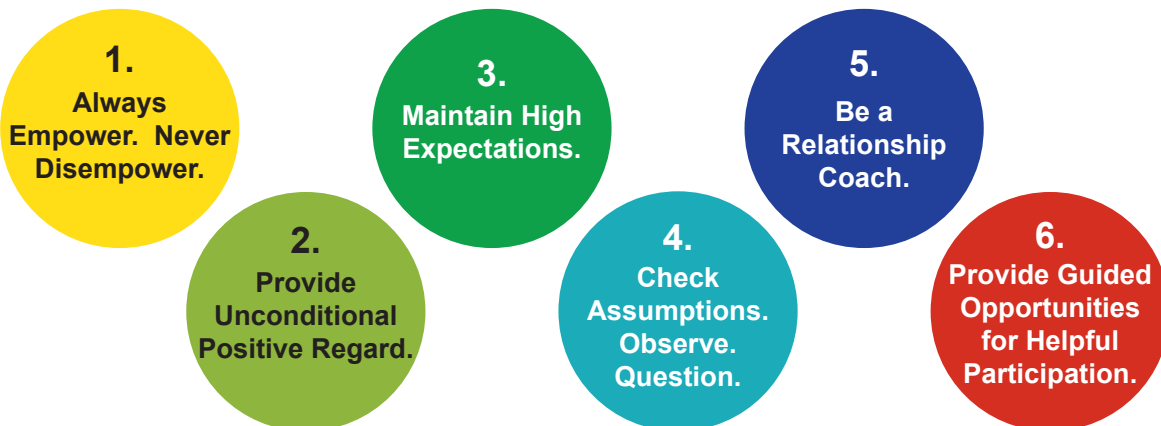 1.
Always
Empower.  Never
Disempower.
2.
Provide
Unconditional
Positive Regard.
3.
Maintain High
Expectations.
4.
Check
Assumptions.
Observe.
Question.
5.
Be a
Relationship
Coach.
6.
Provide Guided
Opportunities
for Helpful
Participation.